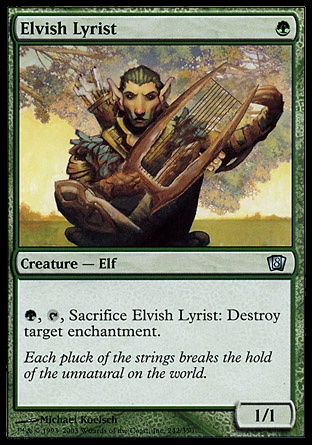 Elvish Lyrist
Creature — Elf
8
, , Sacrifice Elvish Lyrist: Destroy
target enchantment.
Each pluck of the strings breaks the hold
of the unnatural on the world.
Michael Koelsch
1/1